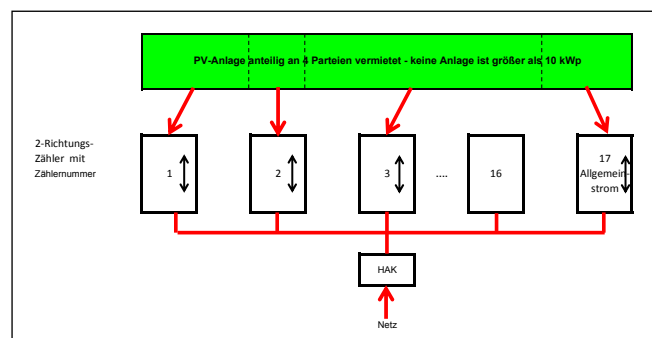 PV-Anlage anteilig an 4 Parteien vermietet - keine Anlage ist größer als 10 kWp
2-Richtungs-
Zähler mit
Zählernummer
1
2
3
....
16
17
Allgemein-
strom
HAK
Netz